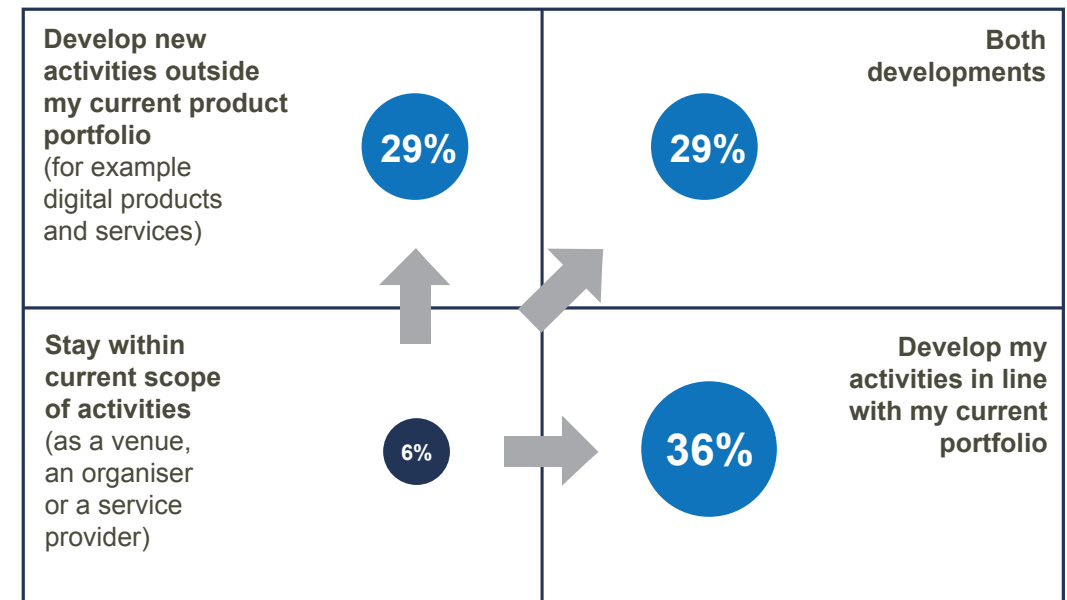 Develop new
activities outside
my current product
portfolio
(for example
digital products
and services)
29%
Both
developments
29%
Stay within
current scope
of activities
(as a venue,
an organiser
or a service
provider)
6%
Develop my
activities in line
with my current
portfolio
36%